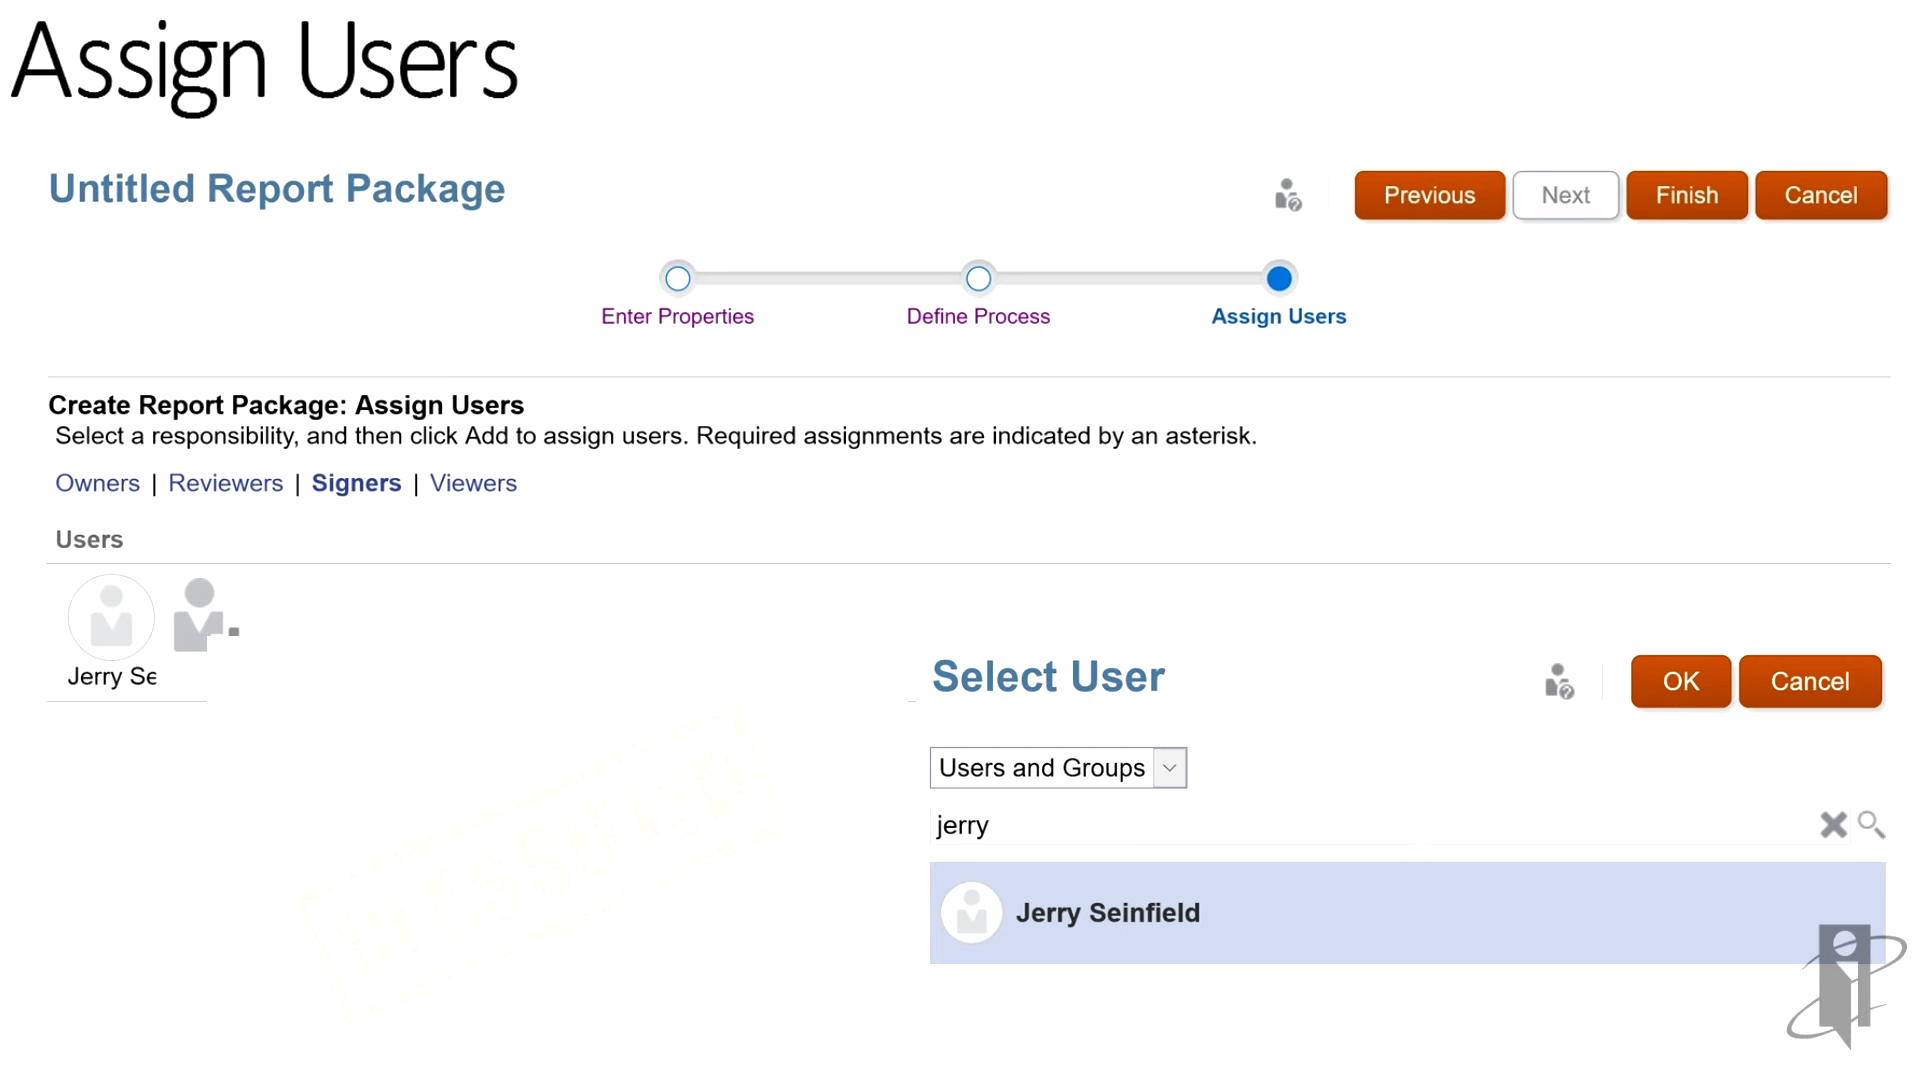 Assign Users
Untitled Report Package
Previous
Next
Finish
Cancel
Enter Properties
Define Process
Assign Users
Create Report Package: Assign Users
Select a responsibility, and then click Add to assign users. Required assignments are indicated by an asterisk.
Owners | Reviewers | Signers | Viewers
Users
Jerry Se
Select User
OK
Cancel
Users and Groups
jerry
Jerry Seinfield